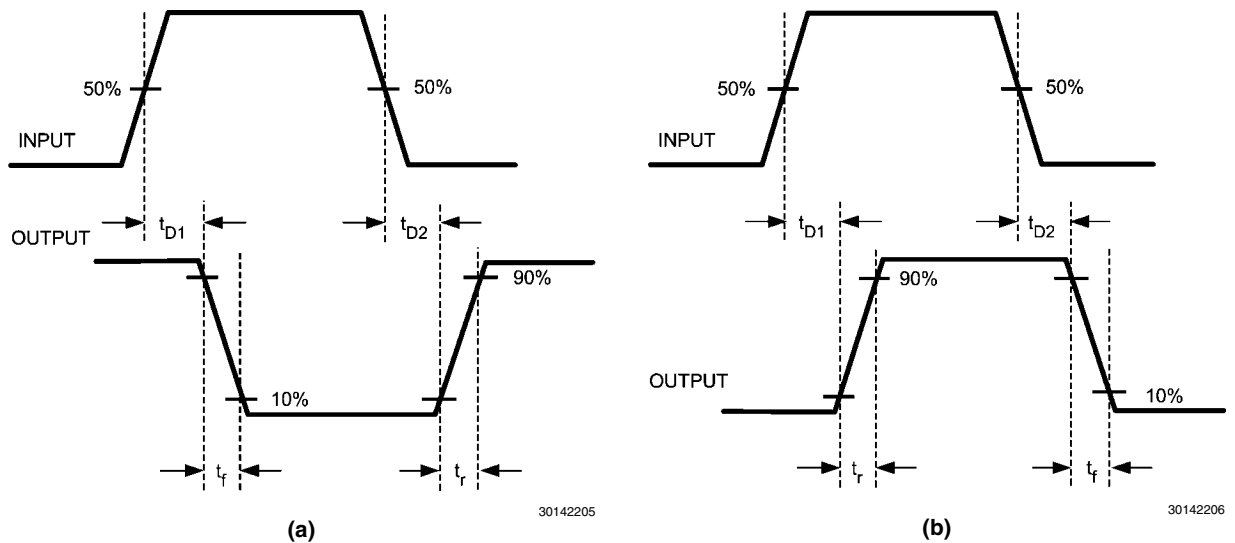 50%
50%
INPUT
tD1
tD2
OUTPUT
90%
10%
tf
tr
30142205
(a)
50%
50%
INPUT
tD1
tD2
90%
OUTPUT
10%
tr
tf
30142206
(b)